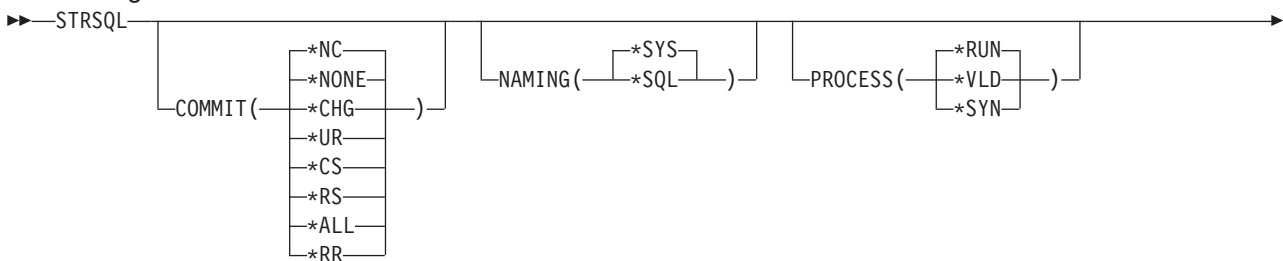 STRSQL
*NC *SYS *RUN
*NONE NAMING( *SQL ) PROCESS( *VLD )
COMMIT( *CHG ) *SYN
*UR
*CS
*RS
*ALL
*RR